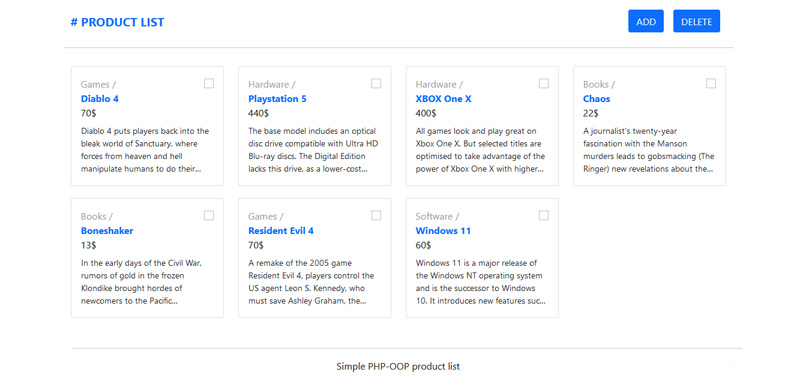 # PRODUCT LIST
ADD
DELETE
Games /
Diablo 4
70$
Diablo 4 puts players back into the
bleak world of Sanctuary, where
forces from heaven and hell
manipulate humans to do their...
Hardware /
Playstation 5
440$
The base model includes an optical
disc drive compatible with Ultra HD
Blu-ray discs. The Digital Edition
lacks this drive, as a lower-cost...
Hardware /
XBOX One X
400$
All games look and play great on
Xbox One X. But selected titles are
optimised to take advantage of the
power of Xbox One X with higher...
Books /
Chaos
22$
A journalist's twenty-year
fascination with the Manson
murders leads to gobsmacking (The
Ringer) new revelations about the...
Books /
Boneshaker
13$
In the early days of the Civil War,
rumors of gold in the frozen
Klondike brought hordes of
newcomers to the Pacific...
Games /
Resident Evil 4
70$
A remake of the 2005 game
Resident Evil 4, players control the
US agent Leon S. Kennedy, who
must save Ashley Graham, the...
Software /
Windows 11
60$
Windows 11 is a major release of
the Windows NT operating system
and is the successor to Windows
10. It introduces new features suc...
Simple PHP-OOP product list